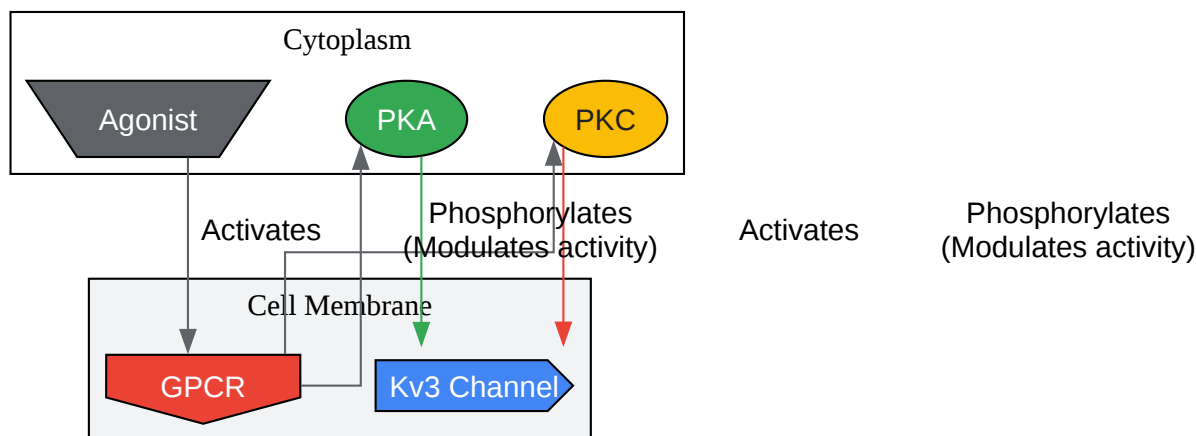 Cytoplasm
Agonist
PKA
PKC
Activates
Phosphorylates
(Modulates activity)
Activates
Phosphorylates
(Modulates activity)
Cell Membrane
GPCR
Kv3 Channel